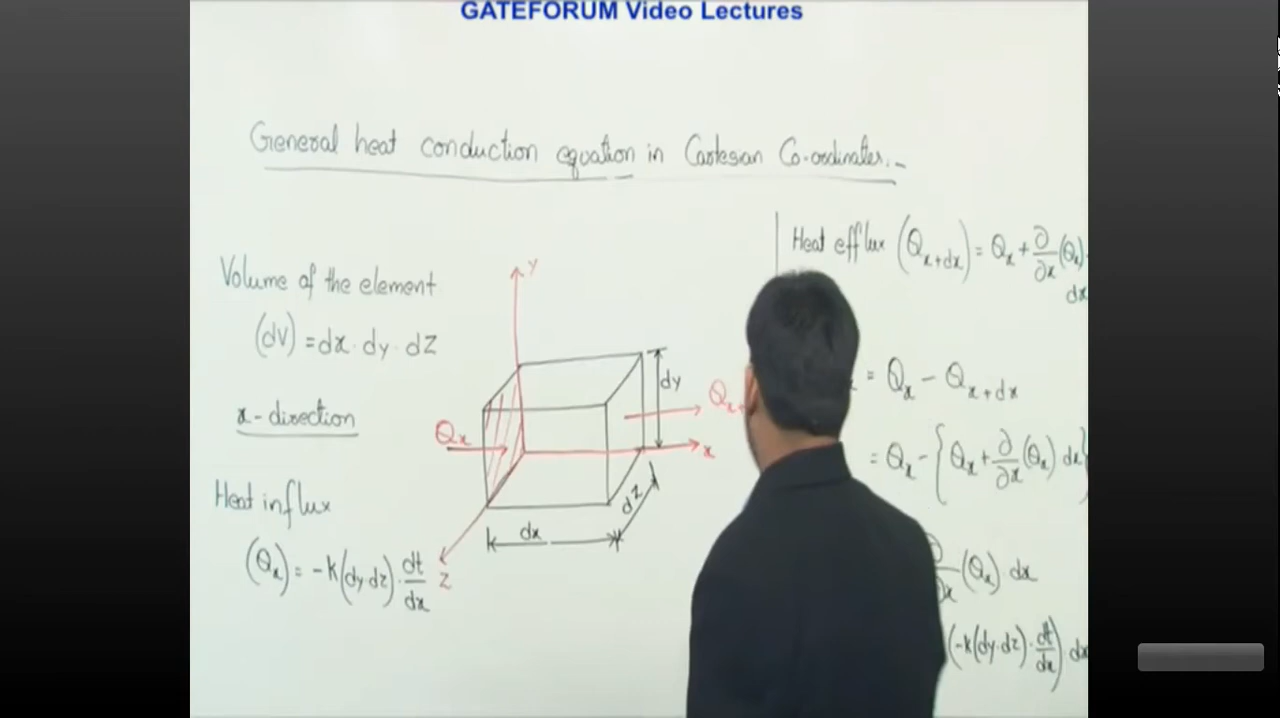 GATEFORUM Video Lectures
General heat conduction equation in Cartesian Co-ordinates.
Volume of the element
(dV) = dx · dy · dZ
x - direction
Heat influx
(Qx) = -k(dy·dz) · dt/dx
Y
Qx
dy
Qx
x
dz
dx
Z
Heat efflux (Qx+dx) = Qx + ∂/∂x (Qx) ·
dx
= Qx - Qx+dx
= Qx - {Qx + ∂/∂x (Qx) dx}
(Qx) dx
(-k(dy·dz) · dt/dx) · dx